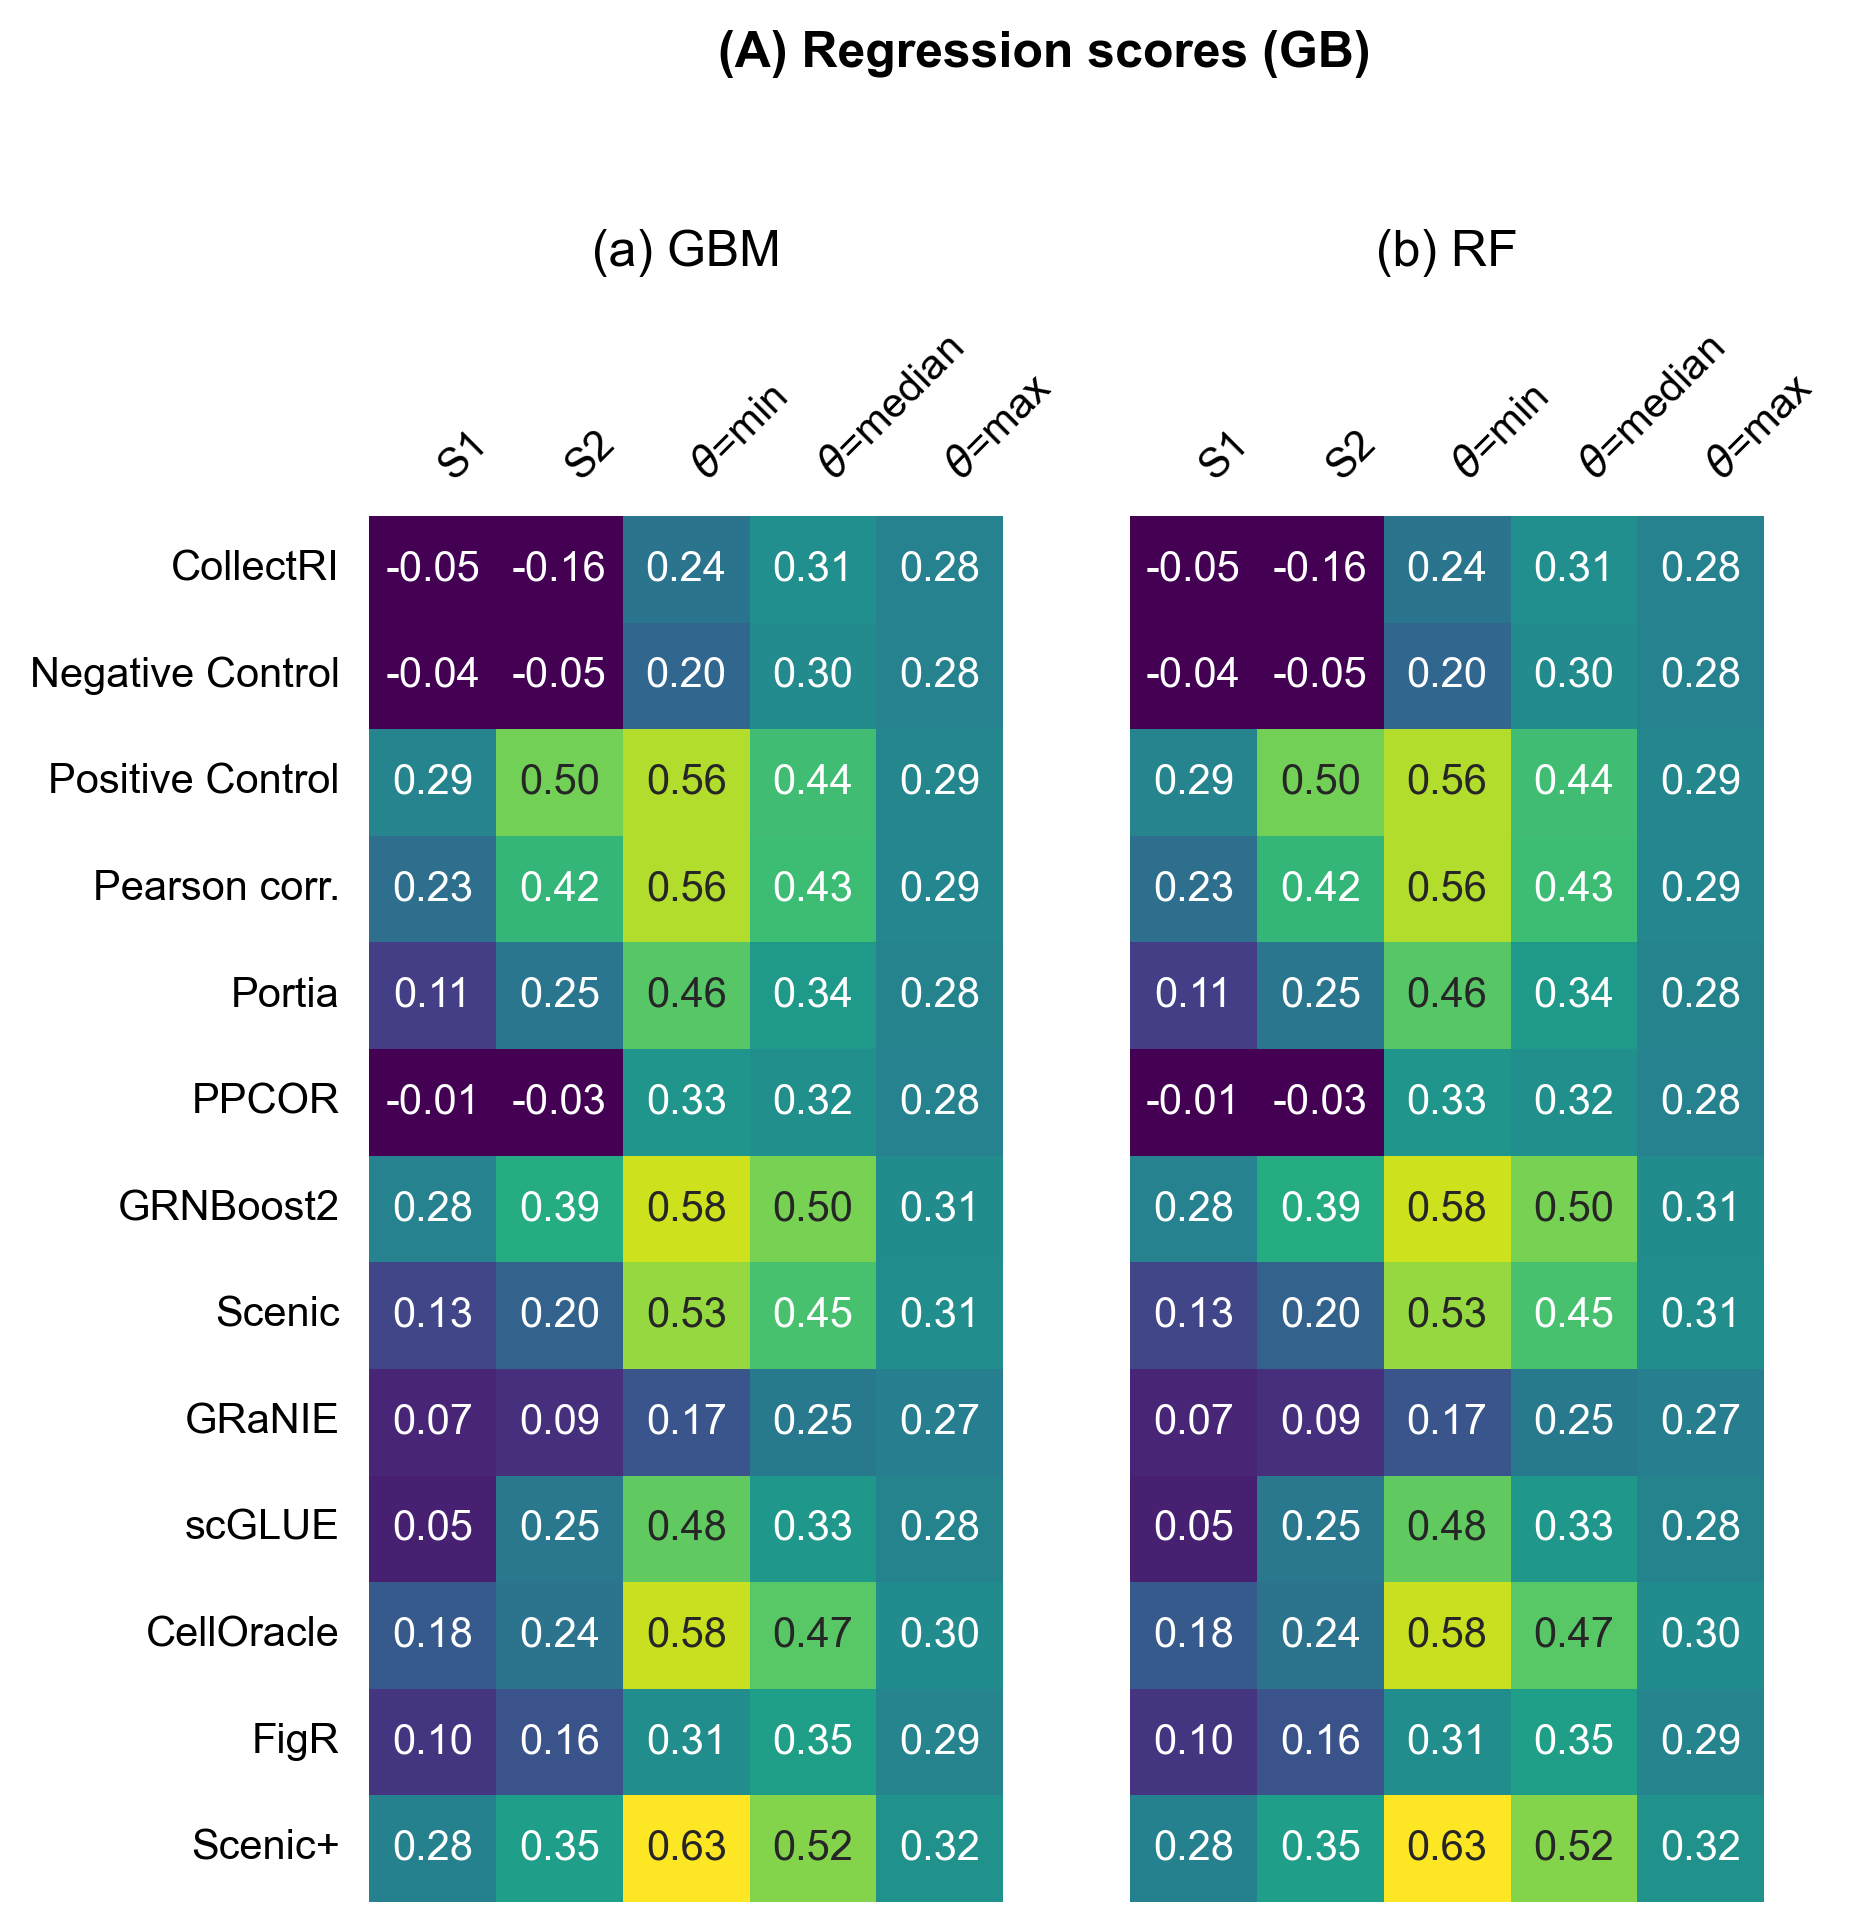 (A) Regression scores (GB)
(a) GBM (b) RF
S1 S2 θ=min θ=median θ=max S1 S2 θ=min θ=median θ=max
CollectRI -0.05 -0.16 0.24 0.31 0.28 -0.05 -0.16 0.24 0.31 0.28
Negative Control -0.04 -0.05 0.20 0.30 0.28 -0.04 -0.05 0.20 0.30 0.28
Positive Control 0.29 0.50 0.56 0.44 0.29 0.29 0.50 0.56 0.44 0.29
Pearson corr. 0.23 0.42 0.56 0.43 0.29 0.23 0.42 0.56 0.43 0.29
Portia 0.11 0.25 0.46 0.34 0.28 0.11 0.25 0.46 0.34 0.28
PPCOR -0.01 -0.03 0.33 0.32 0.28 -0.01 -0.03 0.33 0.32 0.28
GRNBoost2 0.28 0.39 0.58 0.50 0.31 0.28 0.39 0.58 0.50 0.31
Scenic 0.13 0.20 0.53 0.45 0.31 0.13 0.20 0.53 0.45 0.31
GRaNIE 0.07 0.09 0.17 0.25 0.27 0.07 0.09 0.17 0.25 0.27
scGLUE 0.05 0.25 0.48 0.33 0.28 0.05 0.25 0.48 0.33 0.28
CellOracle 0.18 0.24 0.58 0.47 0.30 0.18 0.24 0.58 0.47 0.30
FigR 0.10 0.16 0.31 0.35 0.29 0.10 0.16 0.31 0.35 0.29
Scenic+ 0.28 0.35 0.63 0.52 0.32 0.28 0.35 0.63 0.52 0.32